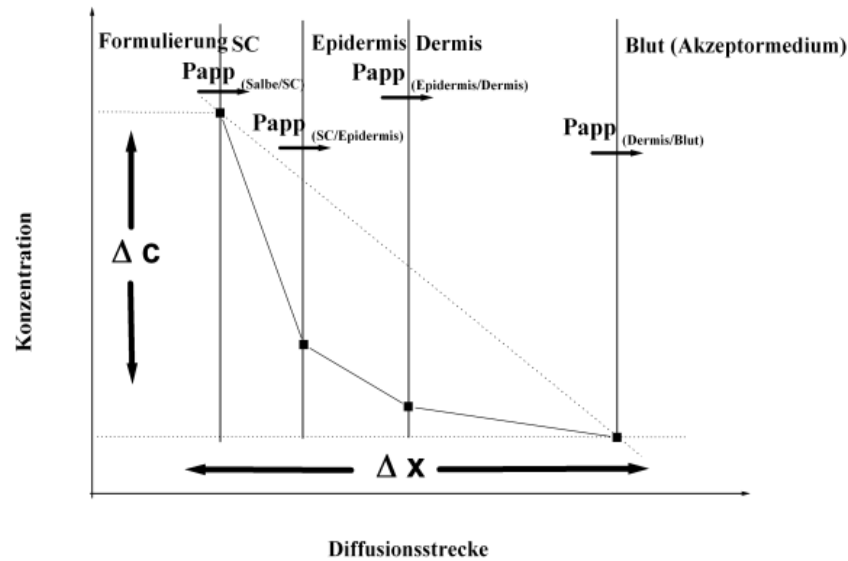 Formulierung SC Epidermis Dermis Blut (Akzeptormedium)
Papp (Salbe/SC)
Papp (Epidermis/Dermis)
Papp (SC/Epidermis)
Papp (Dermis/Blut)
Δ c
Konzentration
Δ x
Diffusionsstrecke